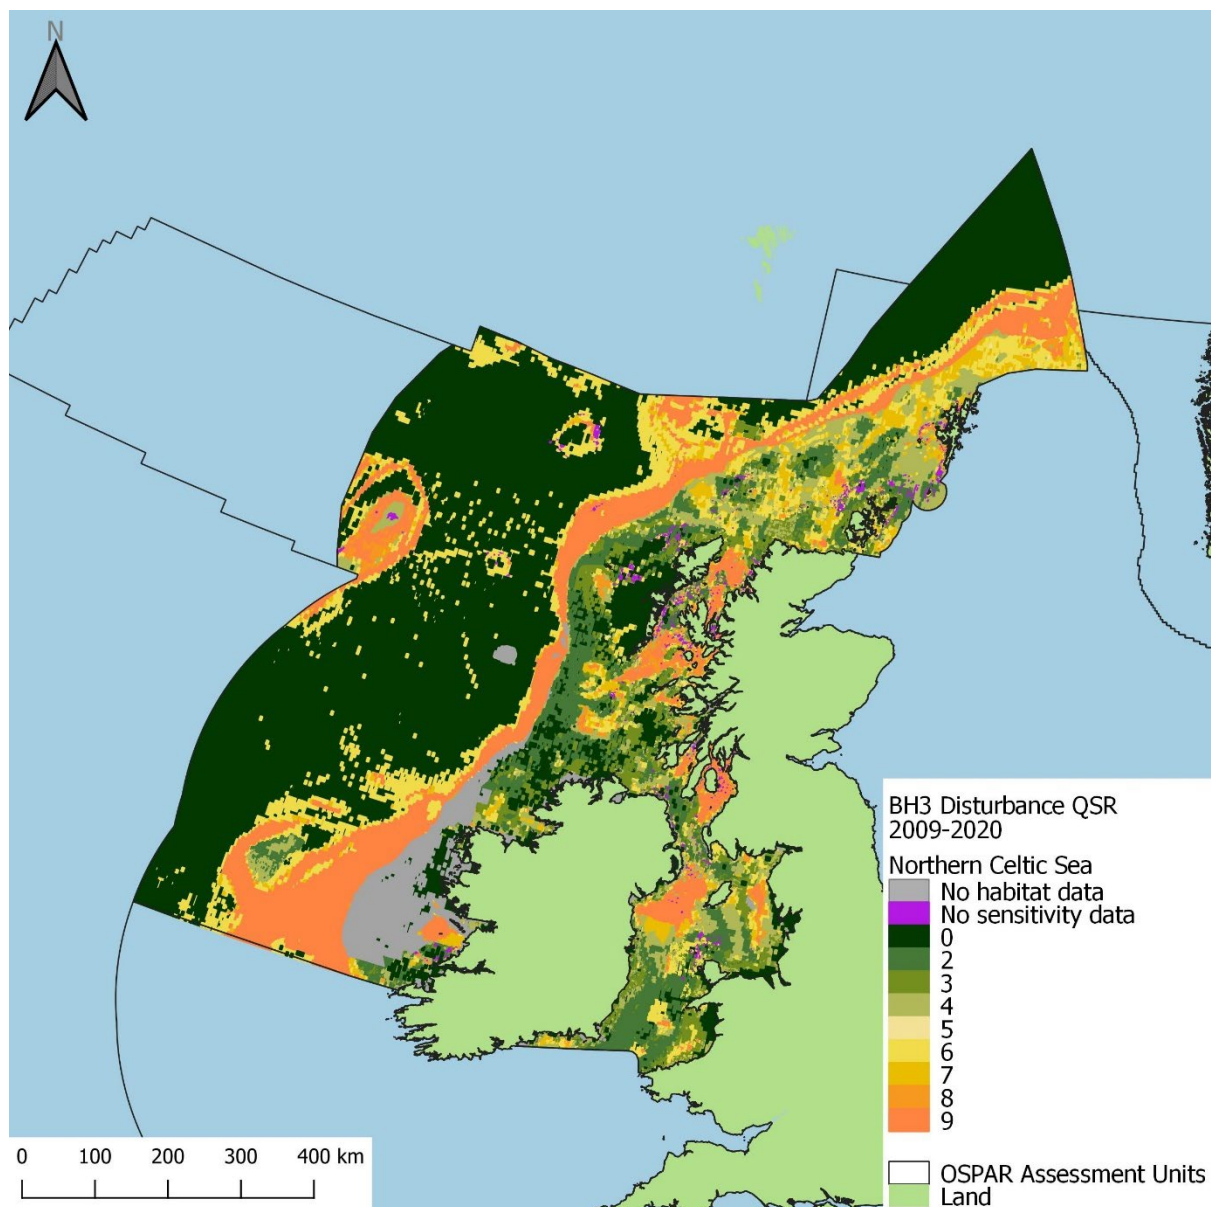 N
BH3 Disturbance QSR
2009-2020
Northern Celtic Sea
No habitat data
No sensitivity data
0
2
3
4
5
6
7
8
9
OSPAR Assessment Units
Land
0 100 200 300 400 km